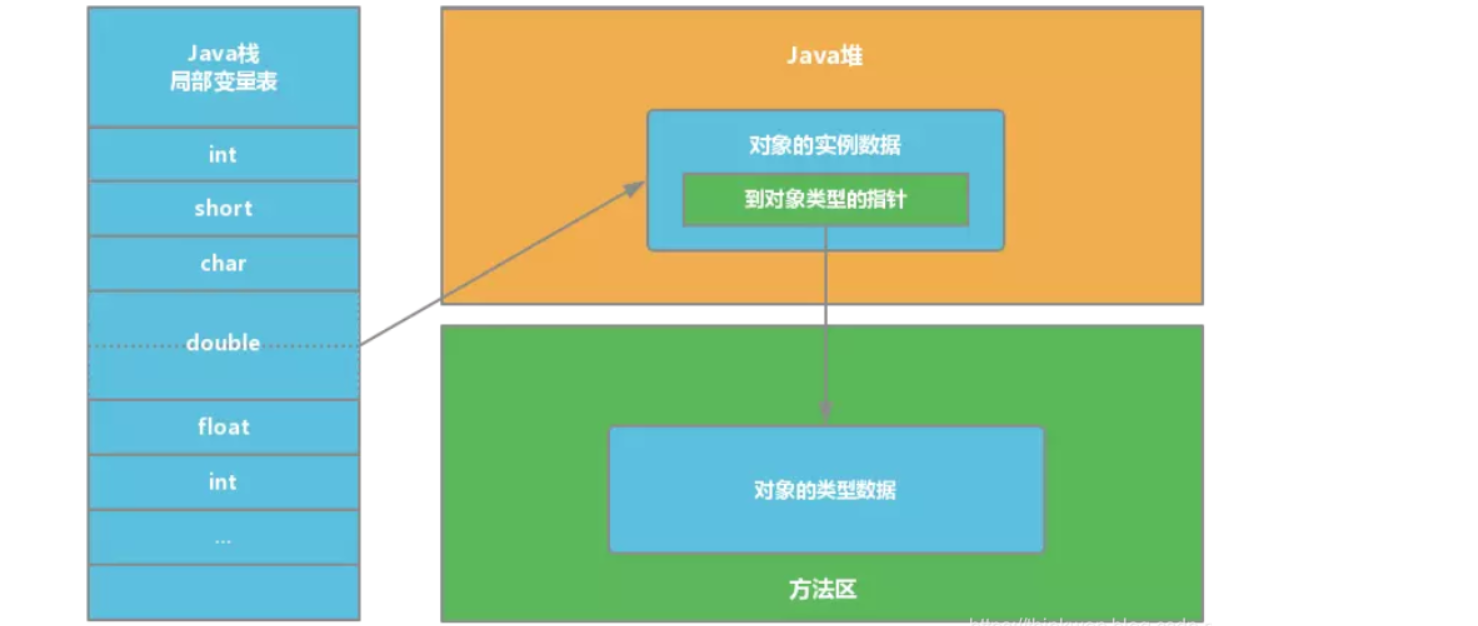 Java栈
局部变量表
int
short
char
double
float
int
...
Java堆
对象的实例数据
到对象类型的指针
对象的类型数据
方法区